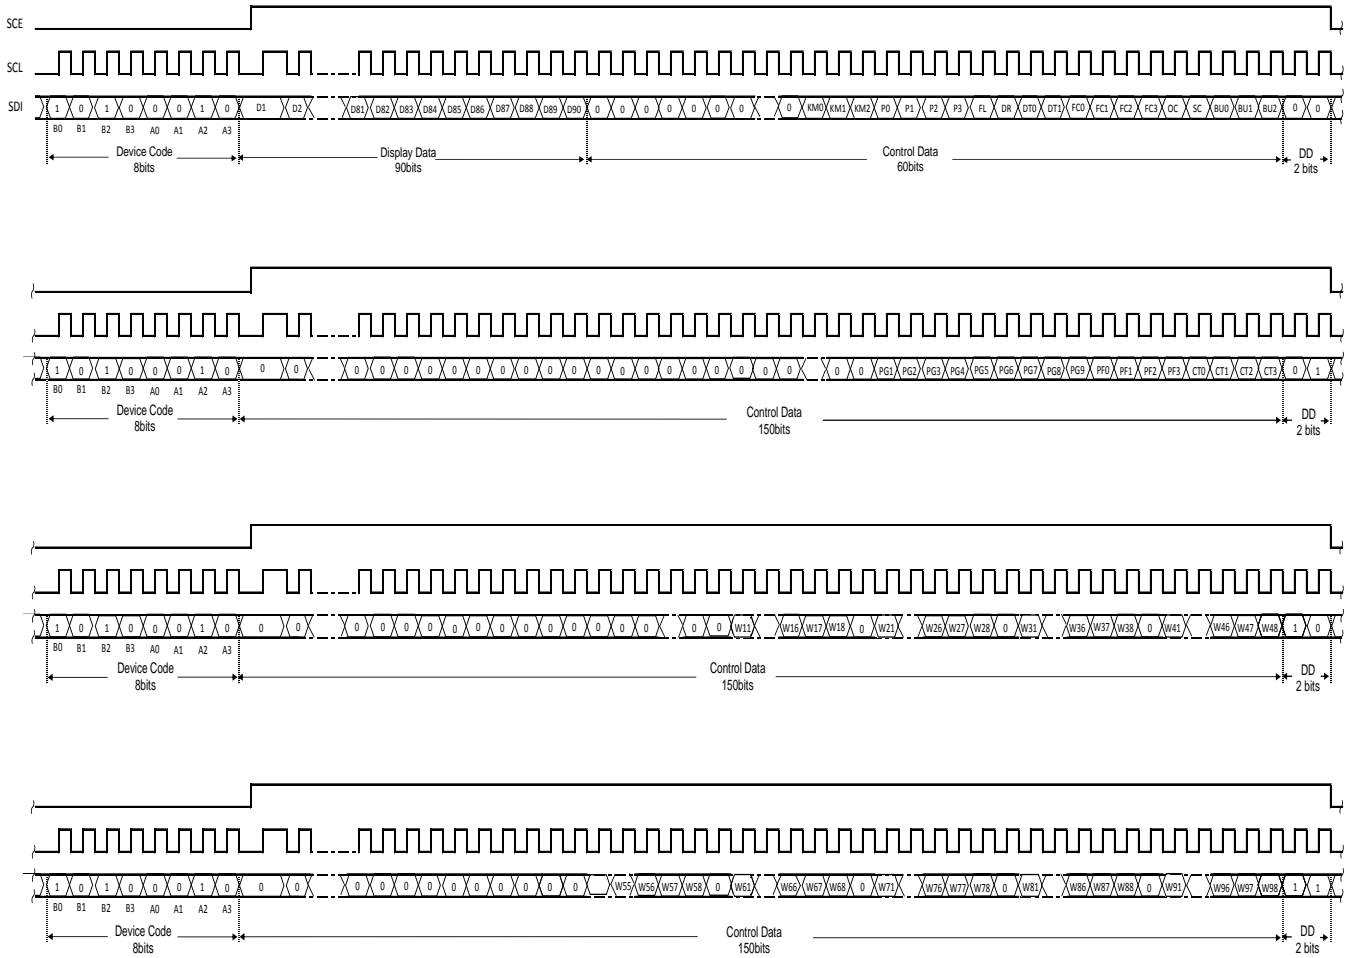 SCE
SCL
SDI 1 0 1 0 0 0 1 0 D1 D2 D81 D82 D83 D84 D85 D86 D87 D88 D89 D90 0 0 0 0 0 0 0 0 KM0 KM1 KM2 P0 P1 P2 P3 FL DR DT0 DT1 FC0 FC1 FC2 FC3 OC SC BU0 BU1 BU2 0 0
B0 B1 B2 B3 A0 A1 A2 A3
Device Code Display Data Control Data DD
8bits 90bits 60bits 2 bits
1 0 1 0 0 0 1 0 0 0 0 0 0 0 0 0 0 0 0 0 0 0 0 0 0 0 0 0 0 0 0 0 PG1 PG2 PG3 PG4 PG5 PG6 PG7 PG8 PG9 PF0 PF1 PF2 PF3 CT0 CT1 CT2 CT3 0 1
B0 B1 B2 B3 A0 A1 A2 A3
Device Code Control Data DD
8bits 150bits 2 bits
1 0 1 0 0 0 1 0 0 0 0 0 0 0 0 0 0 0 0 0 0 0 0 0 0 0 W11 W16 W17 W18 0 W21 W26 W27 W28 0 W31 W36 W37 W38 0 W41 W46 W47 W48 1 0
B0 B1 B2 B3 A0 A1 A2 A3
Device Code Control Data DD
8bits 150bits 2 bits
1 0 1 0 0 0 1 0 0 0 0 0 0 0 0 0 0 0 0 0 W55 W56 W57 W58 0 W61 W66 W67 W68 0 W71 W76 W77 W78 0 W81 W86 W87 W88 0 W91 W96 W97 W98 1 1
B0 B1 B2 B3 A0 A1 A2 A3
Device Code Control Data DD
8bits 150bits 2 bits